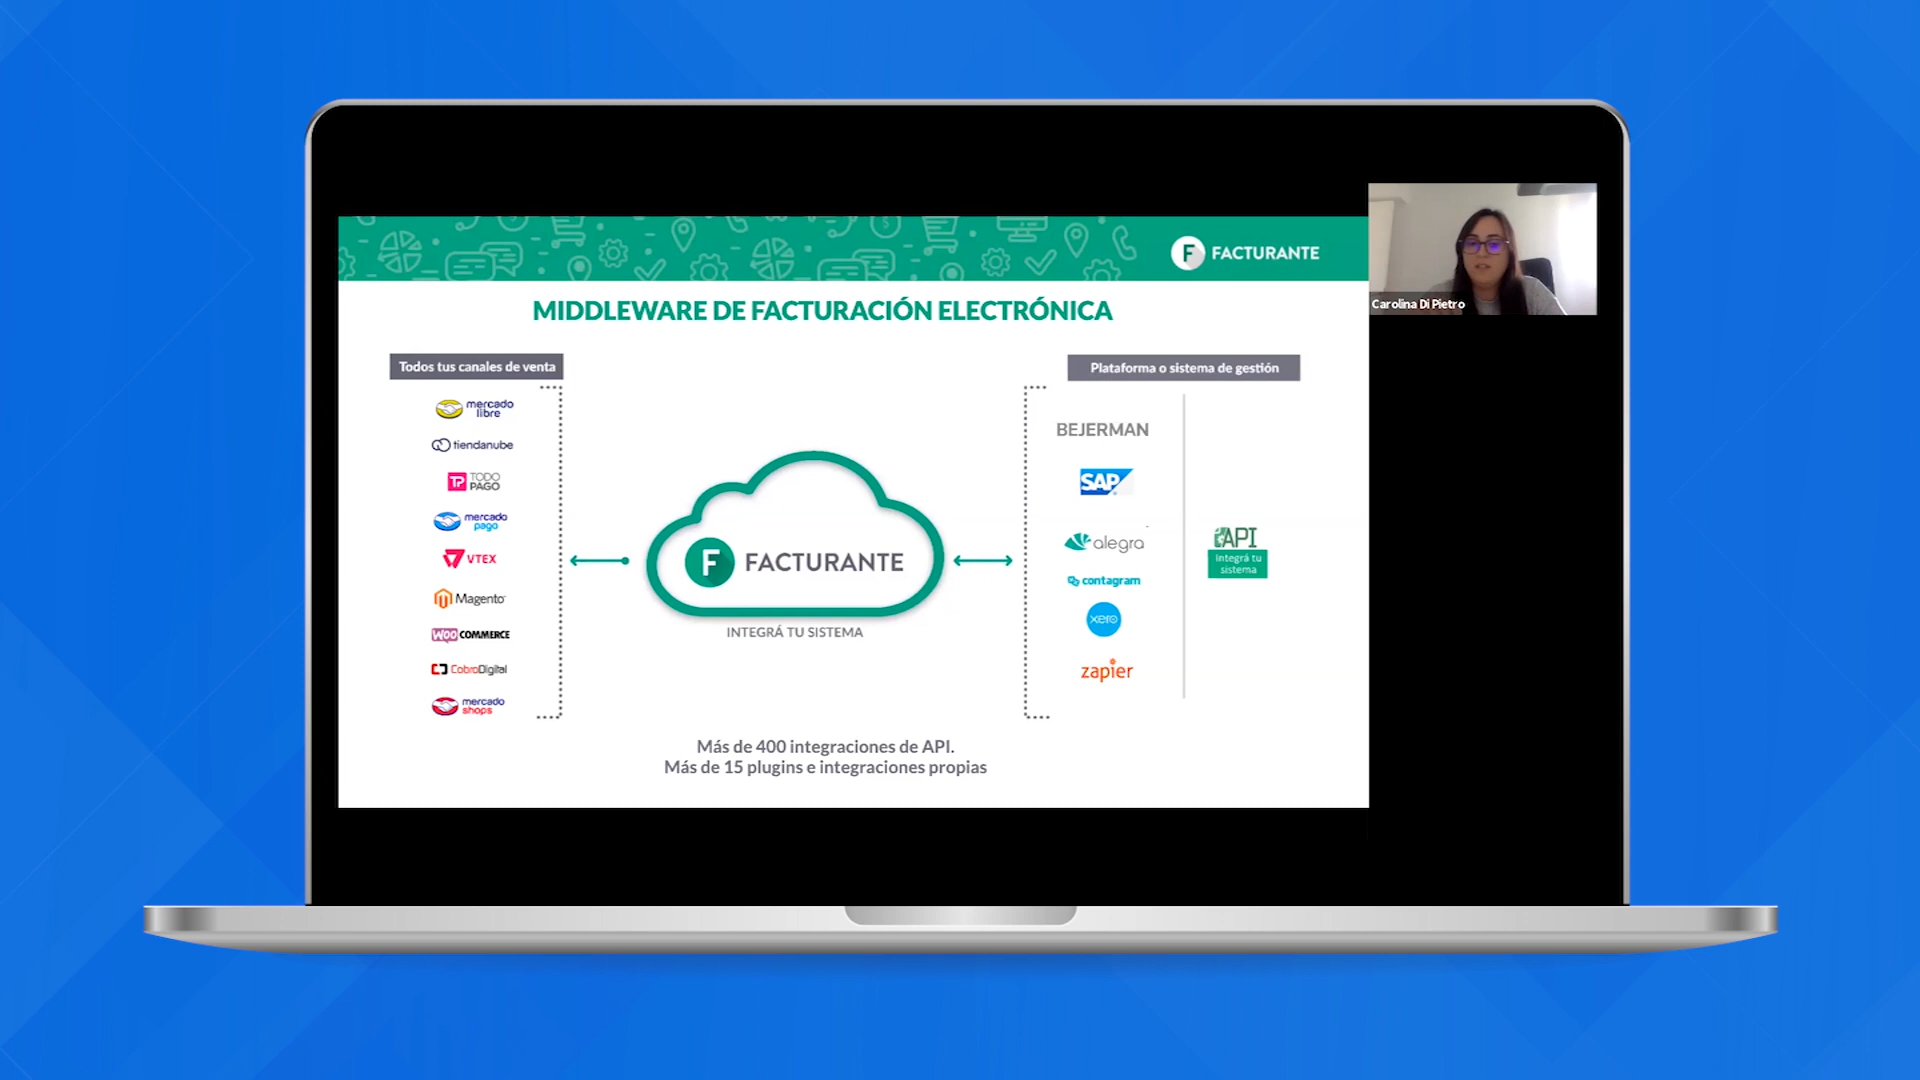 F FACTURANTE
Carolina Di Pietro
MIDDLEWARE DE FACTURACIÓN ELECTRÓNICA
Todos tus canales de venta
mercado
libre
tiendanube
TP TODO
PAGO
mercado
pago
VTEX
Magento
WOO COMMERCE
CobroDigital
mercado
shops
F FACTURANTE
INTEGRÁ TU SISTEMA
Plataforma o sistema de gestión
BEJERMAN
SAP
alegra
contagram
xero
zapier
API
Integrá tu
sistema
Más de 400 integraciones de API.
Más de 15 plugins e integraciones propias